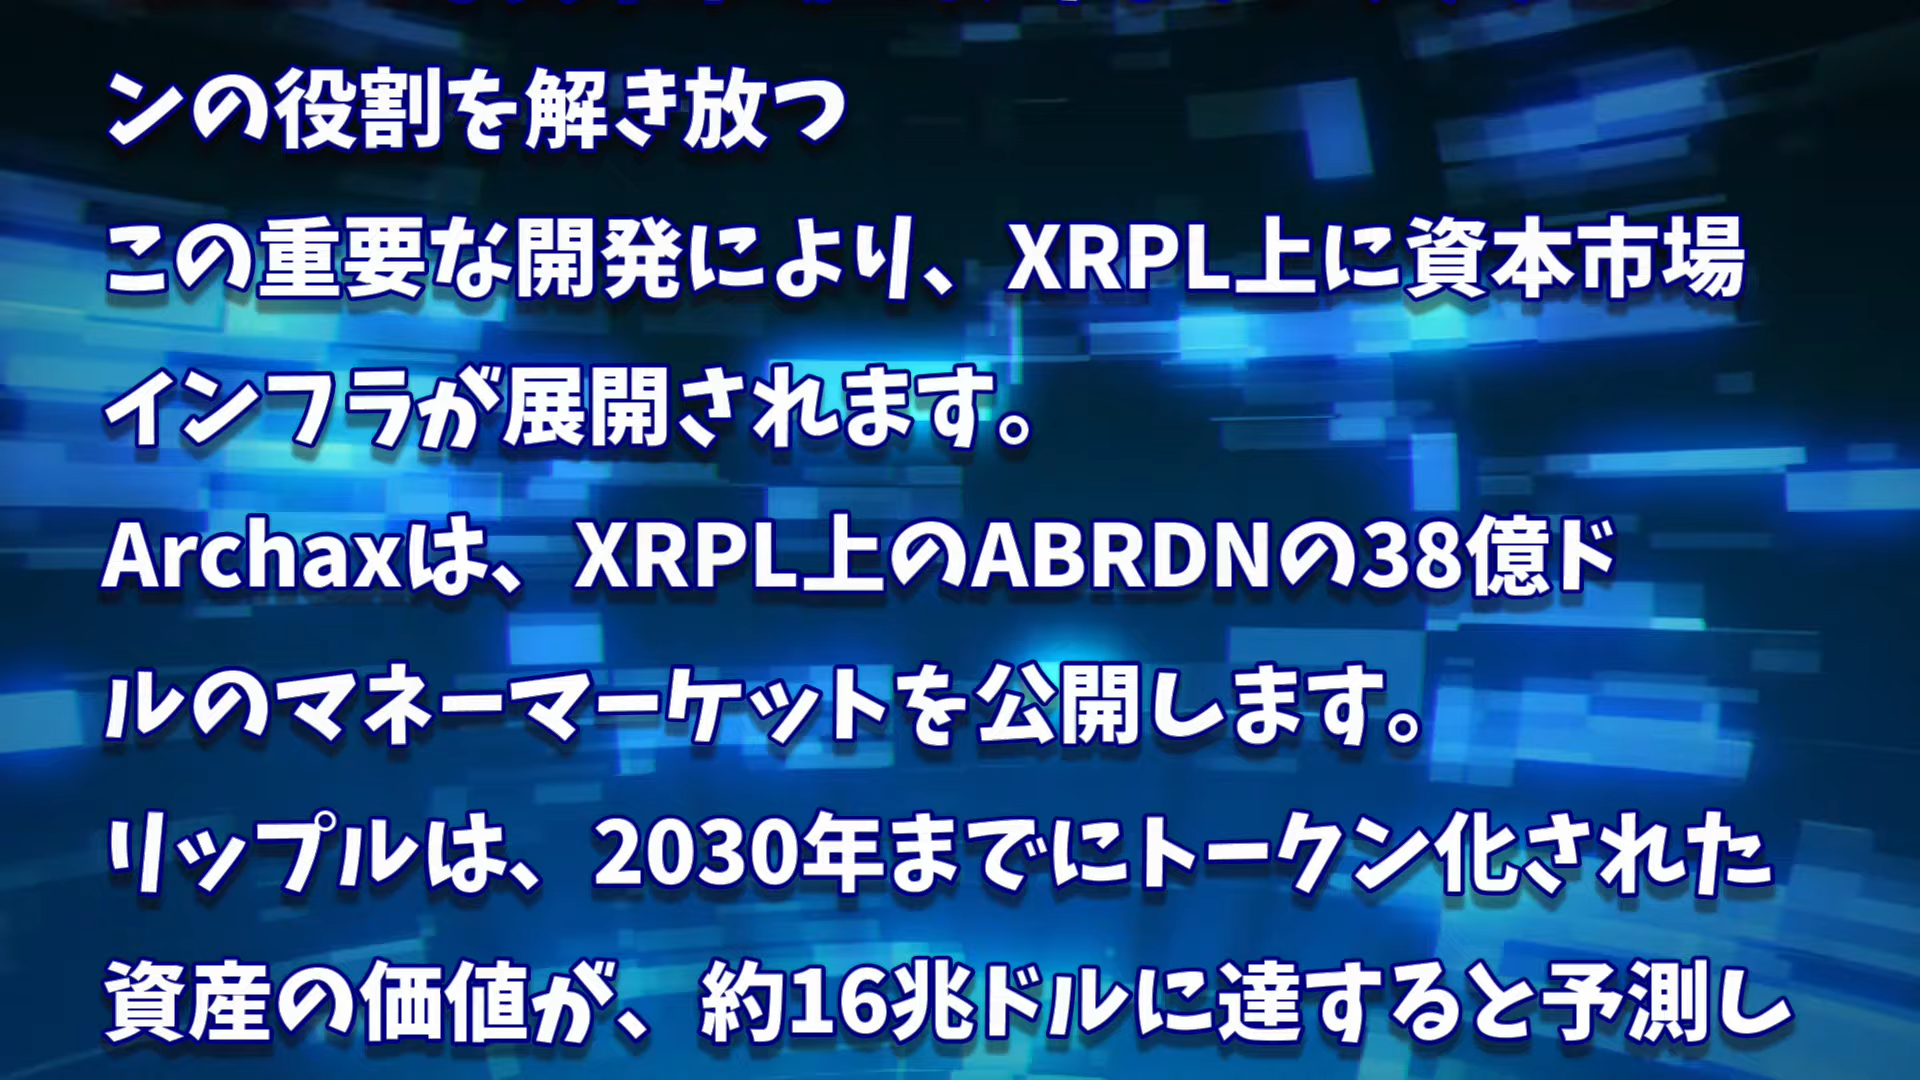 ンの役割を解き放つ
この重要な開発により、XRPL上に資本市場
インフラが展開されます。
Archaxは、XRPL上のABRDNの38億ド
ルのマネーマーケットを公開します。
リップルは、2030年までにトークン化された
資産の価値が、約16兆ドルに達すると予測し